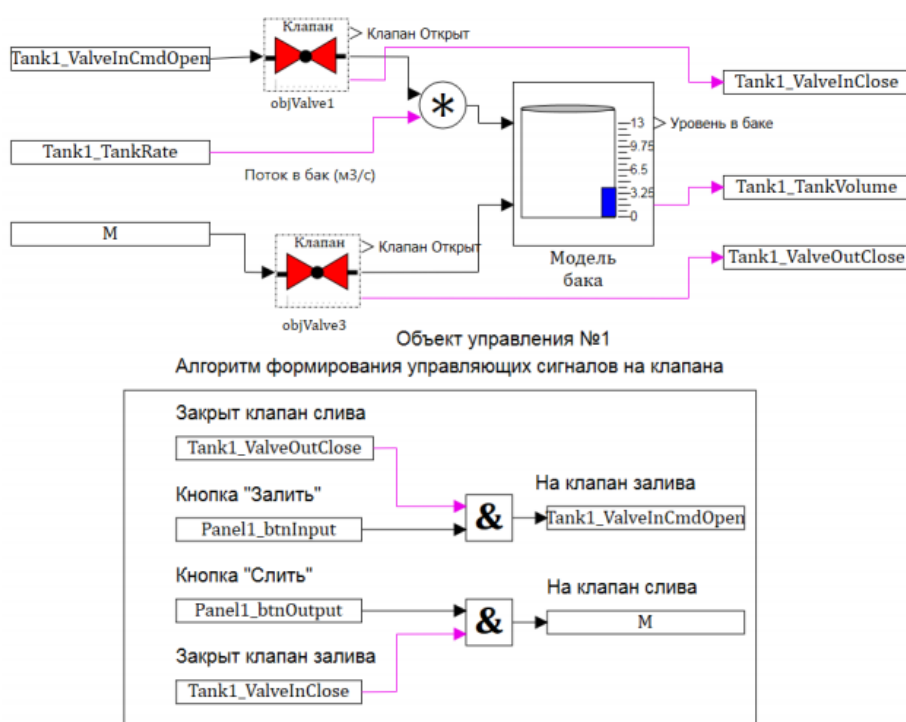 Клапан
Клапан Открыт
Tank1_ValveInCmdOpen
objValve1
*
Tank1_ValveInClose
13
Уровень в баке
9.75
6.5
3.25
0
Tank1_TankRate
Поток в бак (м3/с)
Tank1_TankVolume
M
Клапан
Клапан Открыт
Модель
бака
Tank1_ValveOutClose
objValve3
Объект управления №1
Алгоритм формирования управляющих сигналов на клапана
Закрыт клапан слива
Tank1_ValveOutClose
Кнопка "Залить"
Panel1_btnInput
&
На клапан залива
Tank1_ValveInCmdOpen
Кнопка "Слить"
Panel1_btnOutput
&
На клапан слива
M
Закрыт клапан залива
Tank1_ValveInClose